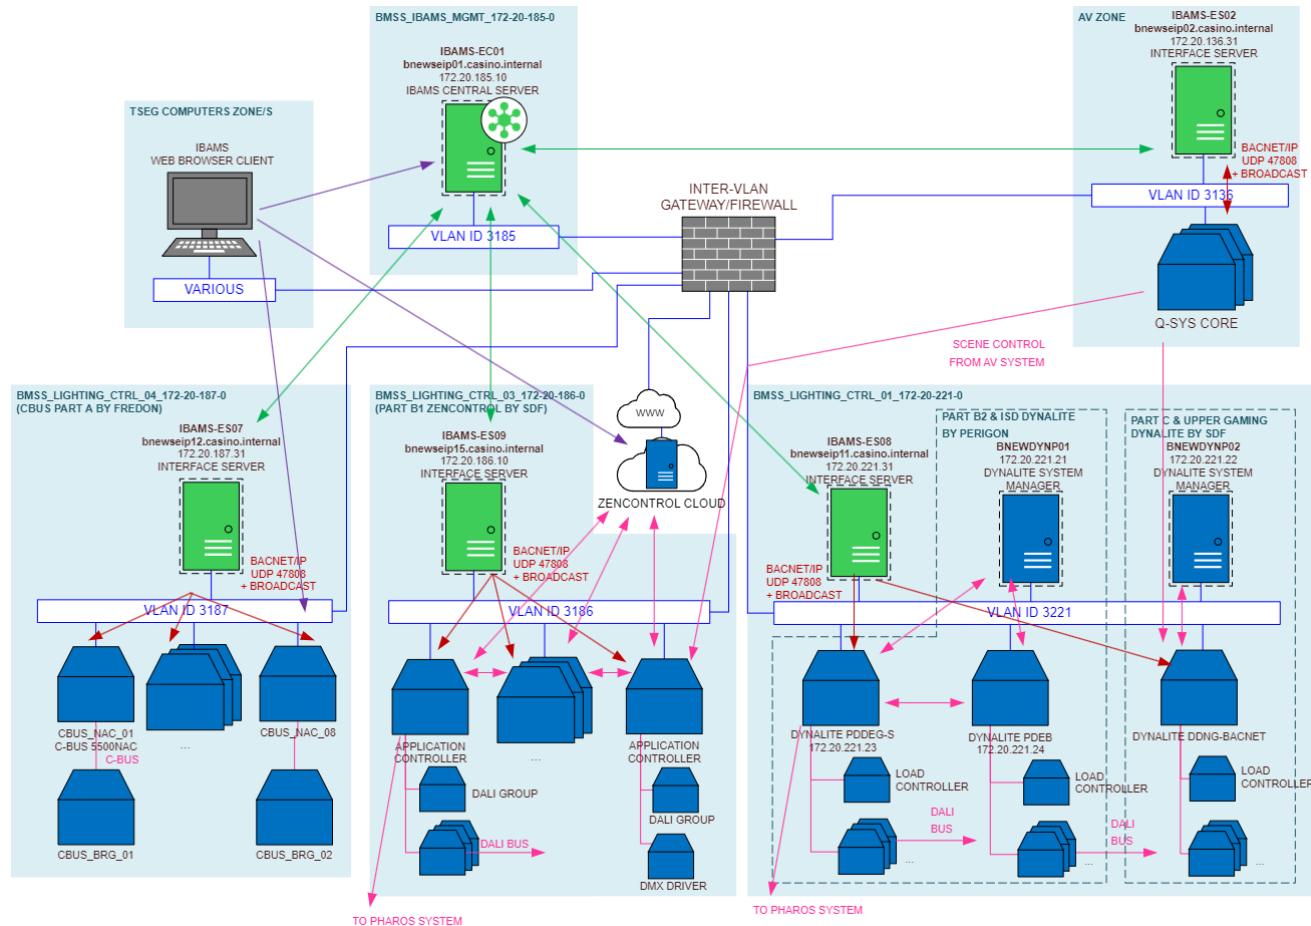 BMSS_IBAMS_MGMT_172-20-185-0
IBAMS-EC01
bnewseip01.casino.internal
172.20.185.10
IBAMS CENTRAL SERVER
VLAN ID 3185
AV ZONE
IBAMS-ES02
bnewseip02.casino.internal
172.20.136.31
INTERFACE SERVER
BACNET/IP
UDP 47808
+ BROADCAST
VLAN ID 3136
Q-SYS CORE
TSEG COMPUTERS ZONE/S
IBAMS
WEB BROWSER CLIENT
VARIOUS
INTER-VLAN
GATEWAY/FIREWALL
SCENE CONTROL
FROM AV SYSTEM
WWW
ZENCONTROL CLOUD
BMSS_LIGHTING_CTRL_04_172-20-187-0
(CBUS PART A BY FREDON)
IBAMS-ES07
bnewseip12.casino.internal
172.20.187.31
INTERFACE SERVER
BACNET/IP
UDP 47808
+ BROADCAST
VLAN ID 3187
CBUS_NAC_01
C-BUS 5500NAC
C-BUS
...
CBUS_NAC_08
CBUS_BRG_01
CBUS_BRG_02
BMSS_LIGHTING_CTRL_03_172-20-186-0
(PART B1 ZENCONTROL BY SDF)
IBAMS-ES09
bnewseip15.casino.internal
172.20.186.10
INTERFACE SERVER
BACNET/IP
UDP 47808
+ BROADCAST
VLAN ID 3186
APPLICATION
CONTROLLER
...
APPLICATION
CONTROLLER
DALI GROUP
DALI GROUP
DALI BUS
DMX DRIVER
TO PHAROS SYSTEM
BMSS_LIGHTING_CTRL_01_172-20-221-0
IBAMS-ES08
bnewseip11.casino.internal
172.20.221.31
INTERFACE SERVER
BACNET/IP
UDP 47808
+ BROADCAST
PART B2 & ISD DYNALITE
BY PERIGON
BNEWDYNP01
172.20.221.21
DYNALITE SYSTEM
MANAGER
PART C & UPPER GAMING
DYNALITE BY SDF
BNEWDYNP02
172.20.221.22
DYNALITE SYSTEM
MANAGER
VLAN ID 3221
DYNALITE PDDEG-S
172.20.221.23
DYNALITE PDEB
172.20.221.24
DYNALITE DDNG-BACNET
LOAD
CONTROLLER
LOAD
CONTROLLER
LOAD
CONTROLLER
DALI
BUS
DALI
BUS
...
...
...
TO PHAROS SYSTEM